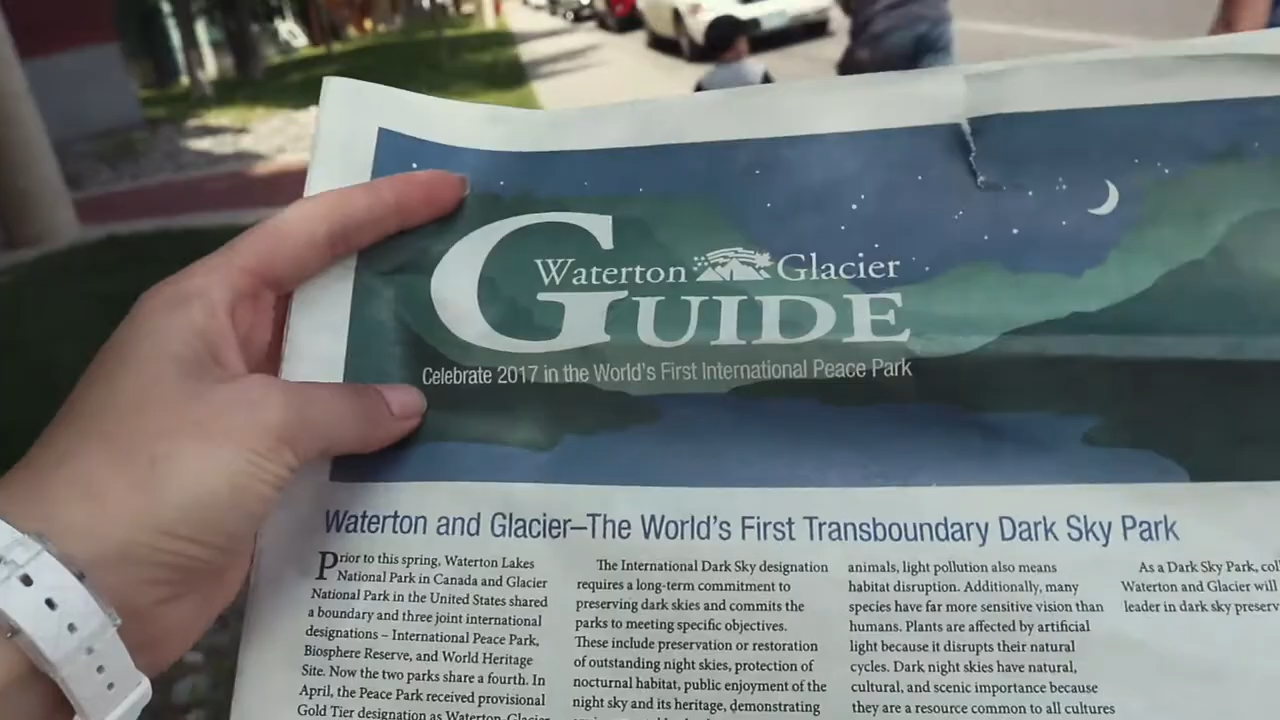 Waterton Glacier
GUIDE
Celebrate 2017 in the World's First International Peace Park
Waterton and Glacier–The World's First Transboundary Dark Sky Park
Prior to this spring, Waterton Lakes
National Park in Canada and Glacier
National Park in the United States shared
a boundary and three joint international
designations – International Peace Park,
Biosphere Reserve, and World Heritage
Site. Now the two parks share a fourth. In
April, the Peace Park received provisional
Gold Tier designation as Waterton-Glacier
The International Dark Sky designation
requires a long-term commitment to
preserving dark skies and commits the
parks to meeting specific objectives.
These include preservation or restoration
of outstanding night skies, protection of
nocturnal habitat, public enjoyment of the
night sky and its heritage, demonstrating
animals, light pollution also means
habitat disruption. Additionally, many
species have far more sensitive vision than
humans. Plants are affected by artificial
light because it disrupts their natural
cycles. Dark night skies have natural,
cultural, and scenic importance because
they are a resource common to all cultures
As a Dark Sky Park, col
Waterton and Glacier will
leader in dark sky preserv